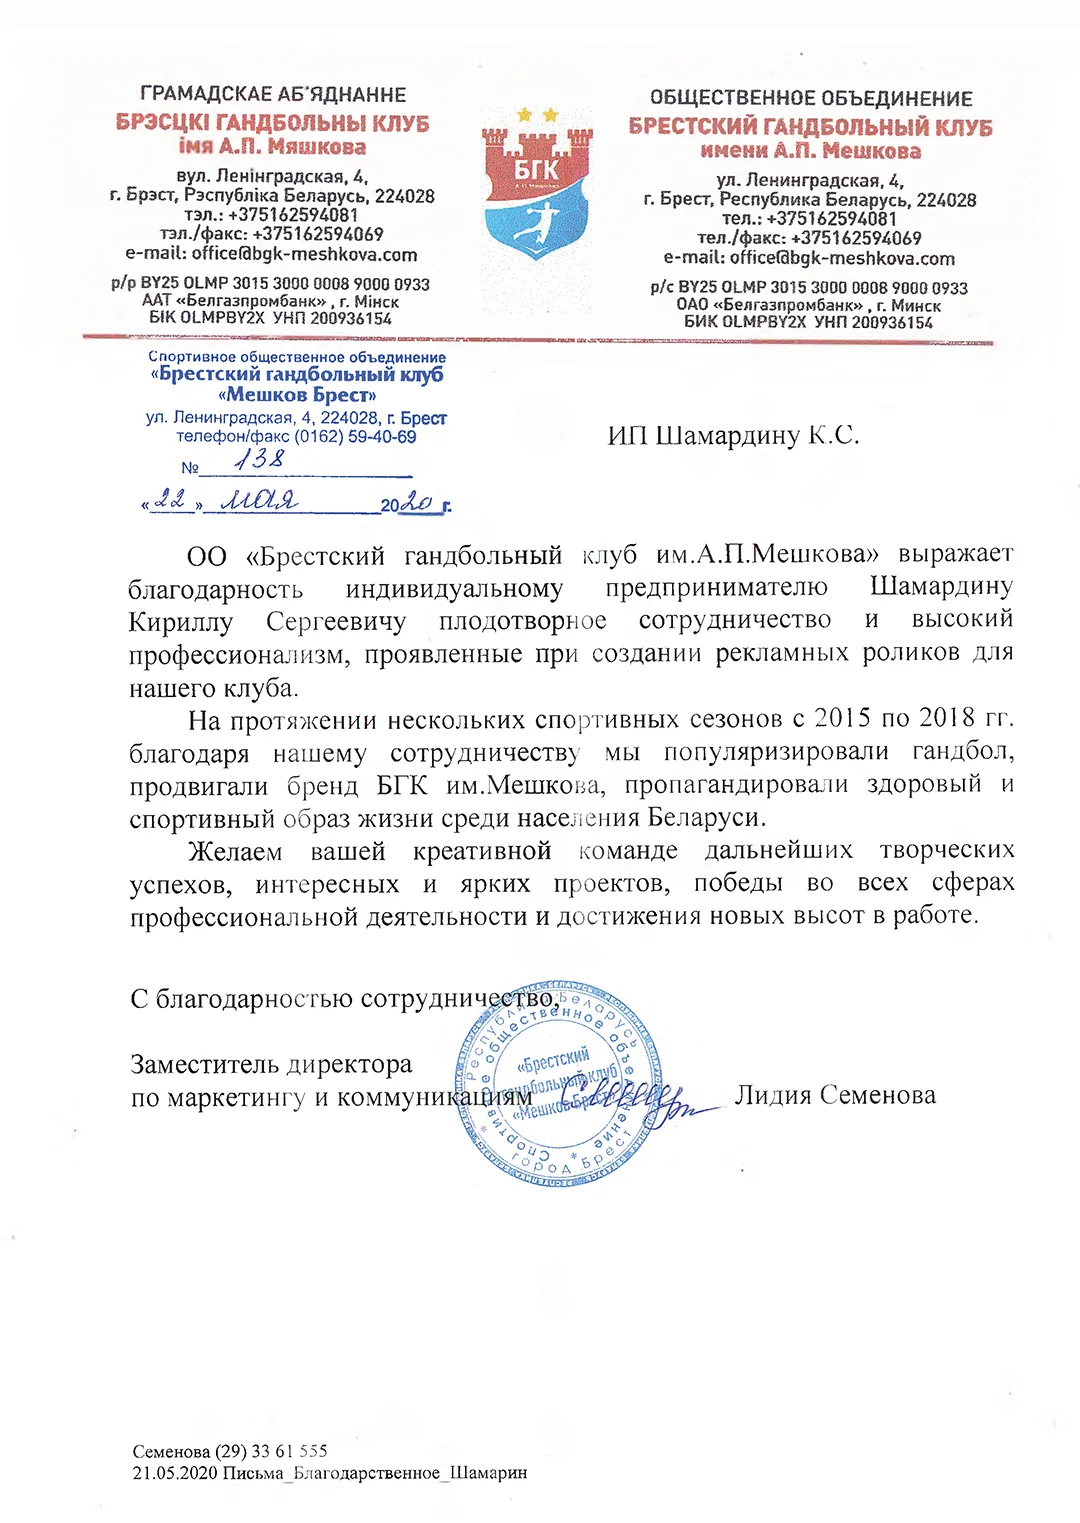 ГРАМАДСКАЕ АБ'ЯДНАННЕ
БРЭСЦКІ ГАНДБОЛЬНЫ КЛУБ
імя А.П. Мяшкова
вул. Ленінградская, 4,
г. Брэст, Рэспубліка Беларусь, 224028
тэл.: +375162594081
тэл./факс: +375162594069
e-mail: office@bgk-meshkova.com
р/р BY25 OLMP 3015 3000 0008 9000 0933
ААТ «Белгазпромбанк» , г. Мінск
БІК OLMPBY2X УНП 200936154
БГК
ОБЩЕСТВЕННОЕ ОБЪЕДИНЕНИЕ
БРЕСТСКИЙ ГАНДБОЛЬНЫЙ КЛУБ
имени А.П. Мешкова
ул. Ленинградская, 4,
г. Брест, Республика Беларусь, 224028
тел.: +375162594081
тел./факс: +375162594069
e-mail: office@bgk-meshkova.com
р/с BY25 OLMP 3015 3000 0008 9000 0933
ОАО «Белгазпромбанк» , г. Минск
БИК OLMPBY2X УНП 200936154
Спортивное общественное объединение
«Брестский гандбольный клуб
«Мешков Брест»
ул. Ленинградская, 4, 224028, г. Брест
телефон/факс (0162) 59-40-69
№ 138
«22» мая 2020 г.
ИП Шамардину К.С.
ОО «Брестский гандбольный клуб им.А.П.Мешкова» выражает
благодарность индивидуальному предпринимателю Шамардину
Кириллу Сергеевичу плодотворное сотрудничество и высокий
профессионализм, проявленные при создании рекламных роликов для
нашего клуба.
На протяжении нескольких спортивных сезонов с 2015 по 2018 гг.
благодаря нашему сотрудничеству мы популяризировали гандбол,
продвигали бренд БГК им.Мешкова, пропагандировали здоровый и
спортивный образ жизни среди населения Беларуси.
Желаем вашей креативной команде дальнейших творческих
успехов, интересных и ярких проектов, победы во всех сферах
профессиональной деятельности и достижения новых высот в работе.
С благодарностью сотрудничество,
Заместитель директора
по маркетингу и коммуникациям
Лидия Семенова
Республика Беларусь
Спортивное общественное объединение
«Брестский
гандбольный клуб
«Мешков Брест»
город Брест
Семенова (29) 33 61 555
21.05.2020 Письма_Благодарственное_Шамарин